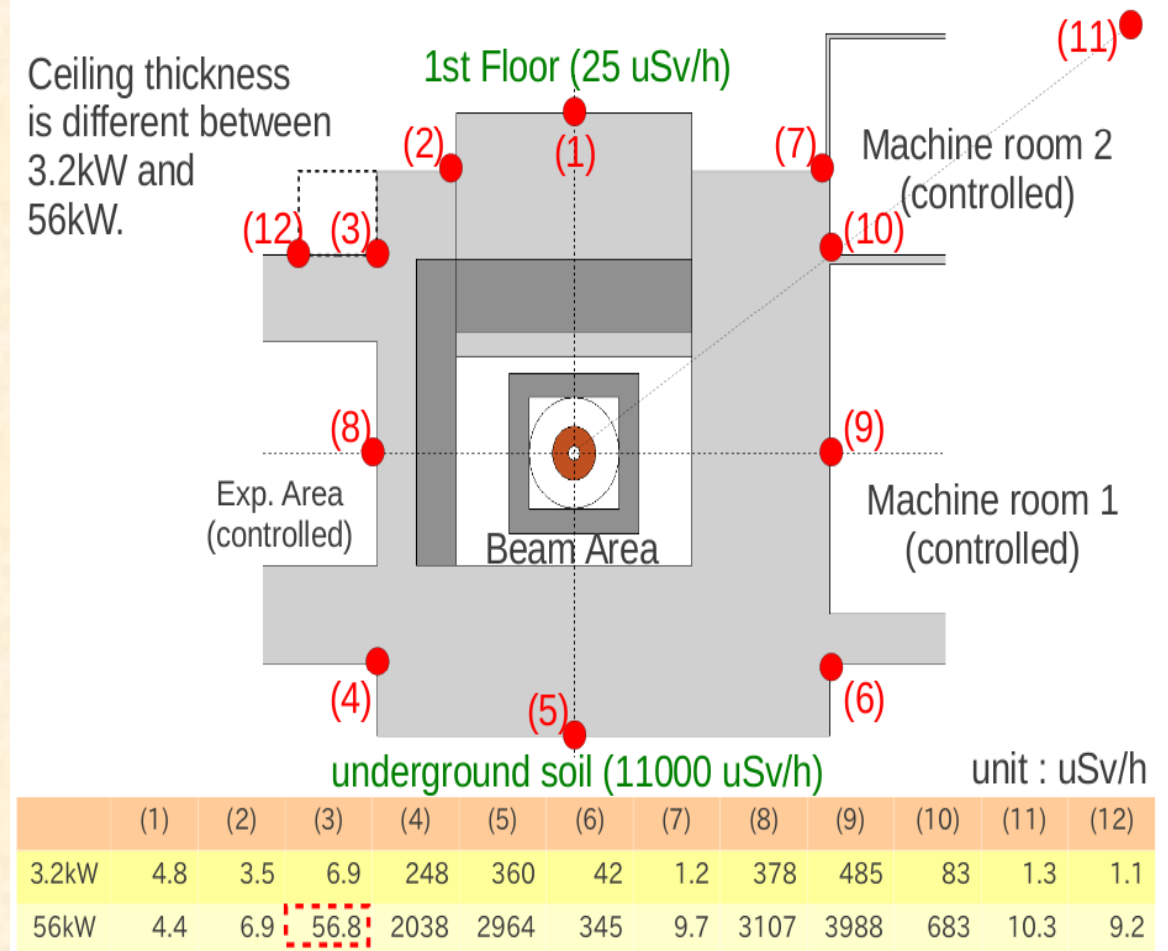 Ceiling thickness
is different between
3.2kW and
56kW.
1st Floor (25 uSv/h)
(11)
(2)
(1)
(7)
Machine room 2
(controlled)
(12)
(3)
(10)
(8)
(9)
Exp. Area
(controlled)
Beam Area
Machine room 1
(controlled)
(4)
(5)
(6)
underground soil (11000 uSv/h)
unit : uSv/h
(1) (2) (3) (4) (5) (6) (7) (8) (9) (10) (11) (12)
3.2kW 4.8 3.5 6.9 248 360 42 1.2 378 485 83 1.3 1.1
56kW 4.4 6.9 56.8 2038 2964 345 9.7 3107 3988 683 10.3 9.2